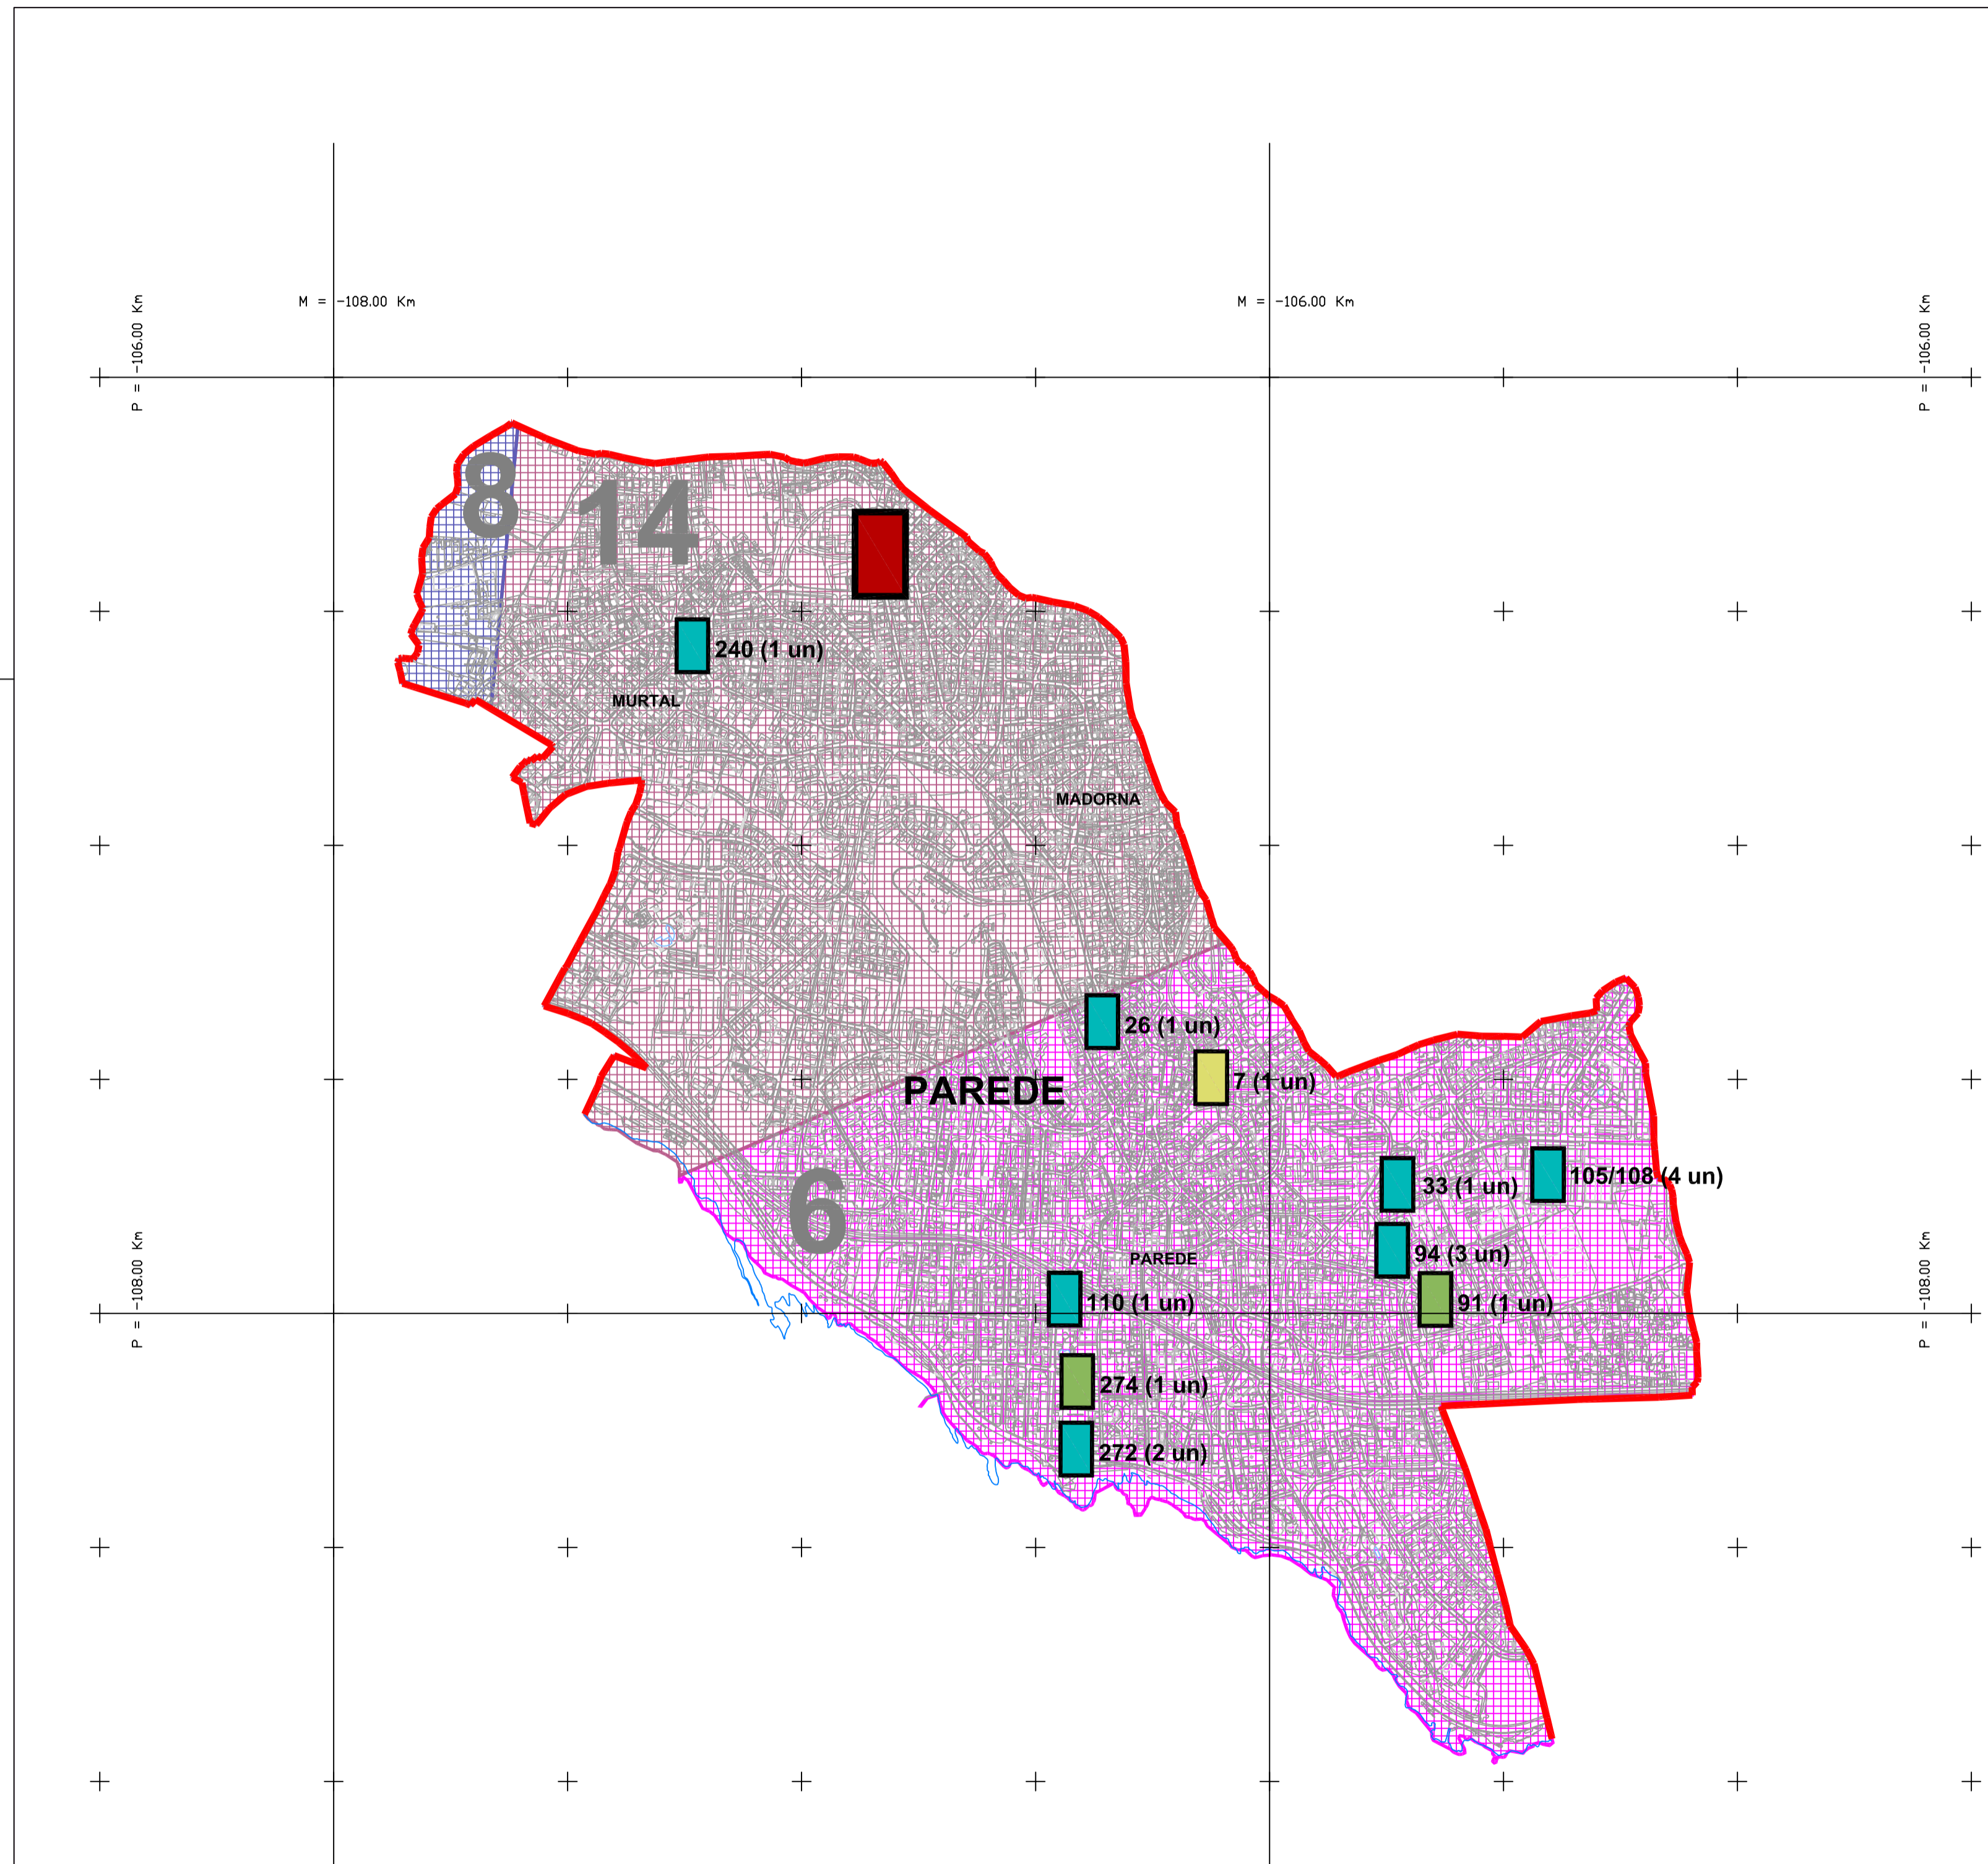 M = -108.00 Km
M = -106.00 Km
P = -106.00 Km
P = -106.00 Km
8
14
240 (1 un)
MURTAL
MADORNA
26 (1 un)
7 (1 un)
PAREDE
105/108 (4 un)
33 (1 un)
6
94 (3 un)
PAREDE
110 (1 un)
91 (1 un)
P = -108.00 Km
P = -108.00 Km
274 (1 un)
272 (2 un)